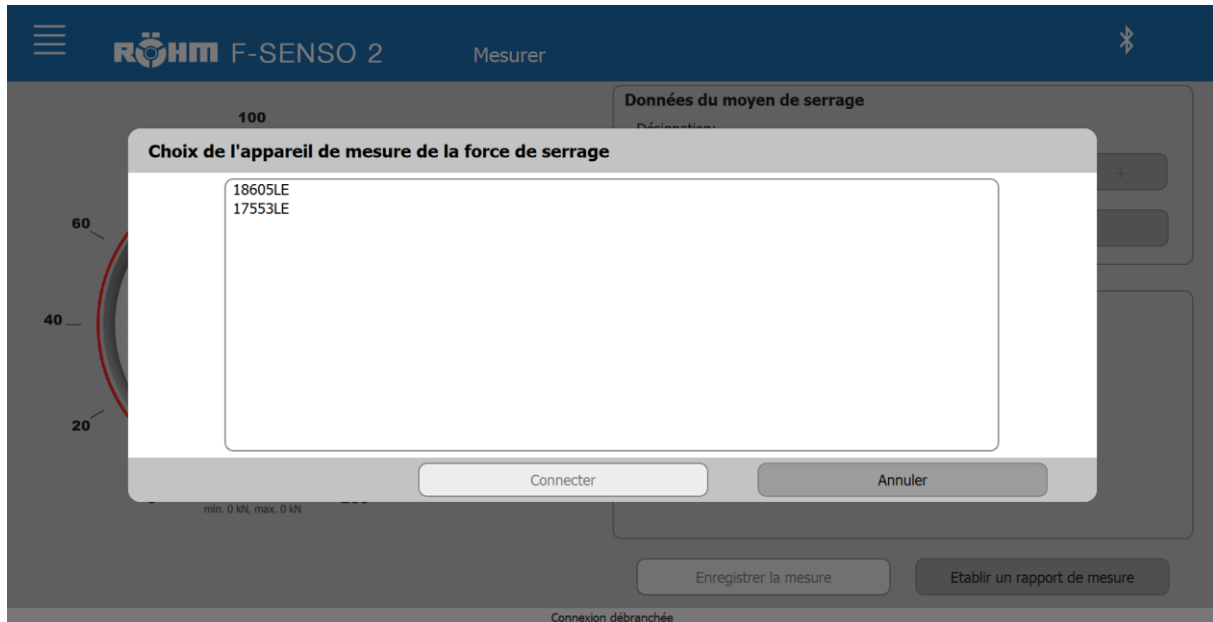 RÖHM F-SENSO 2 Mesurer
Données du moyen de serrage
Désignation:
100
Choix de l'appareil de mesure de la force de serrage
18605LE
17553LE
+
60
40
20
Connecter
Annuler
min. 0 kN, max. 0 kN
Enregistrer la mesure
Etablir un rapport de mesure
Connexion débranchée